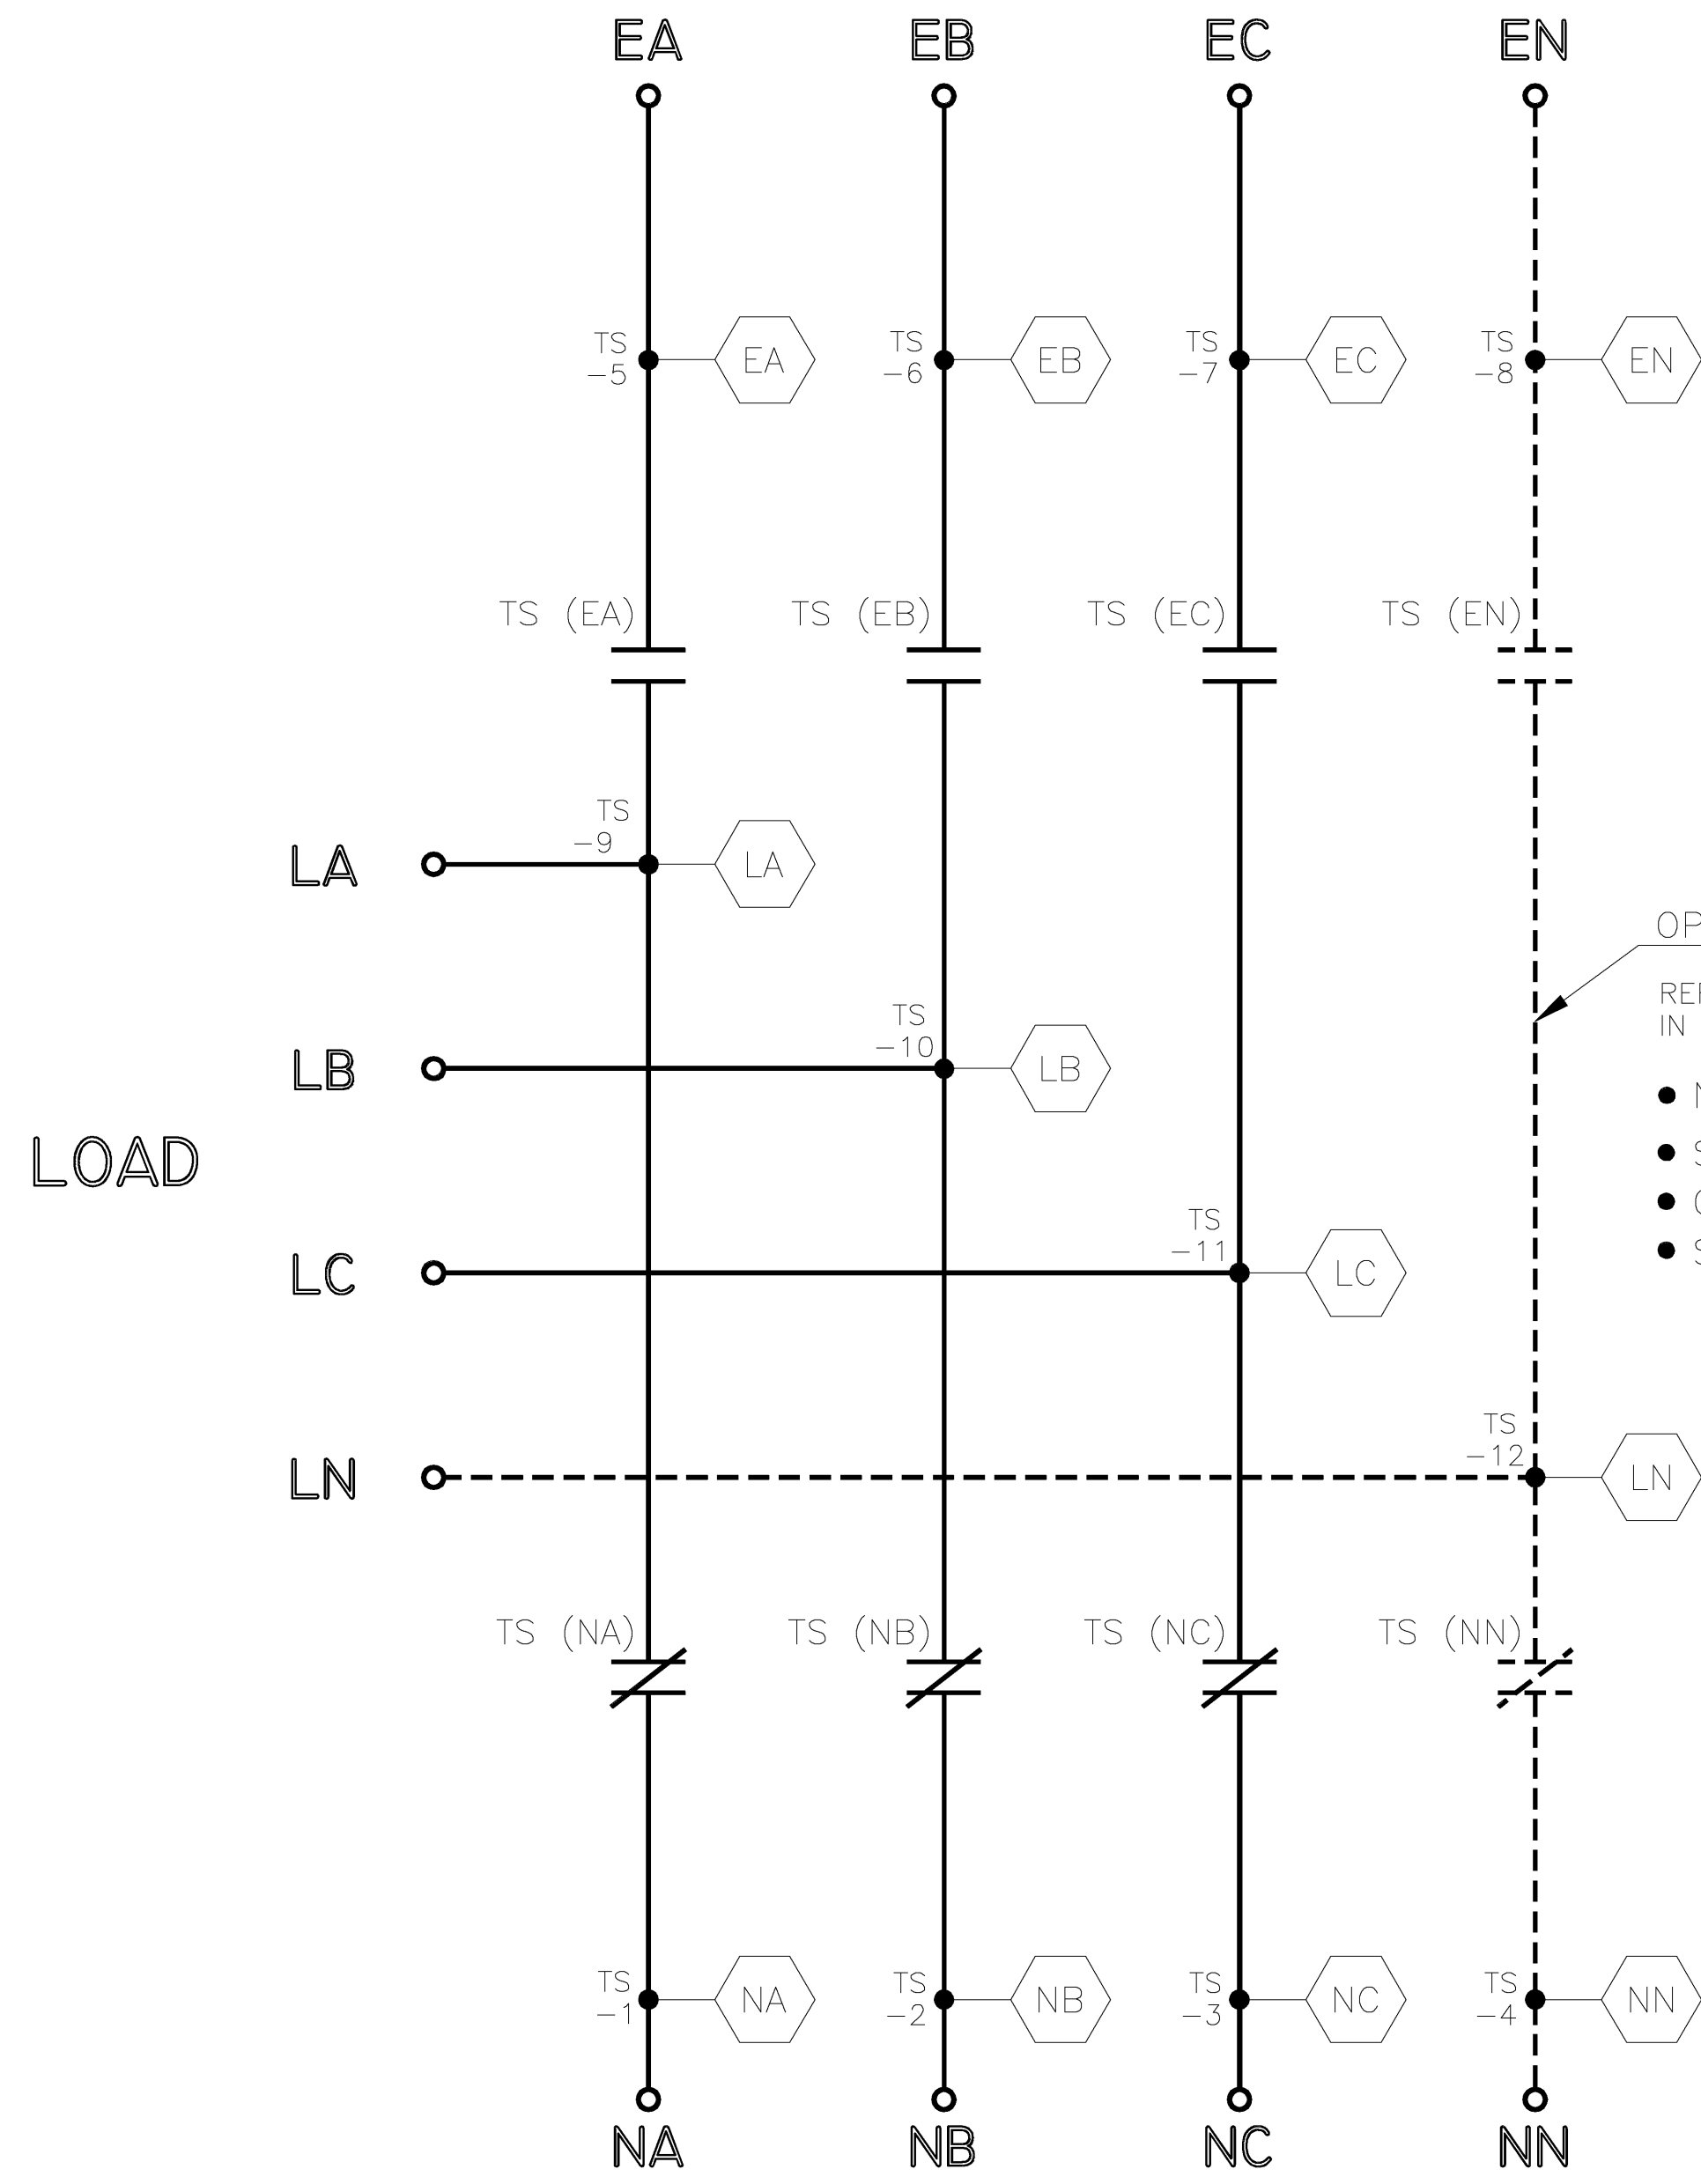 EA EB EC EN
TS TS TS TS
-5 EA -6 EB -7 EC -8 EN
TS (EA) TS (EB) TS (EC) TS (EN)
TS
-9
LA LA
OP
REF
IN
TS
-10
LB LB
LOAD
TS
-11
LC LC
TS
-12
LN LN
TS (NA) TS (NB) TS (NC) TS (NN)
TS TS TS TS
-1 NA -2 NB -3 NC -4 NN
NA NB NC NN